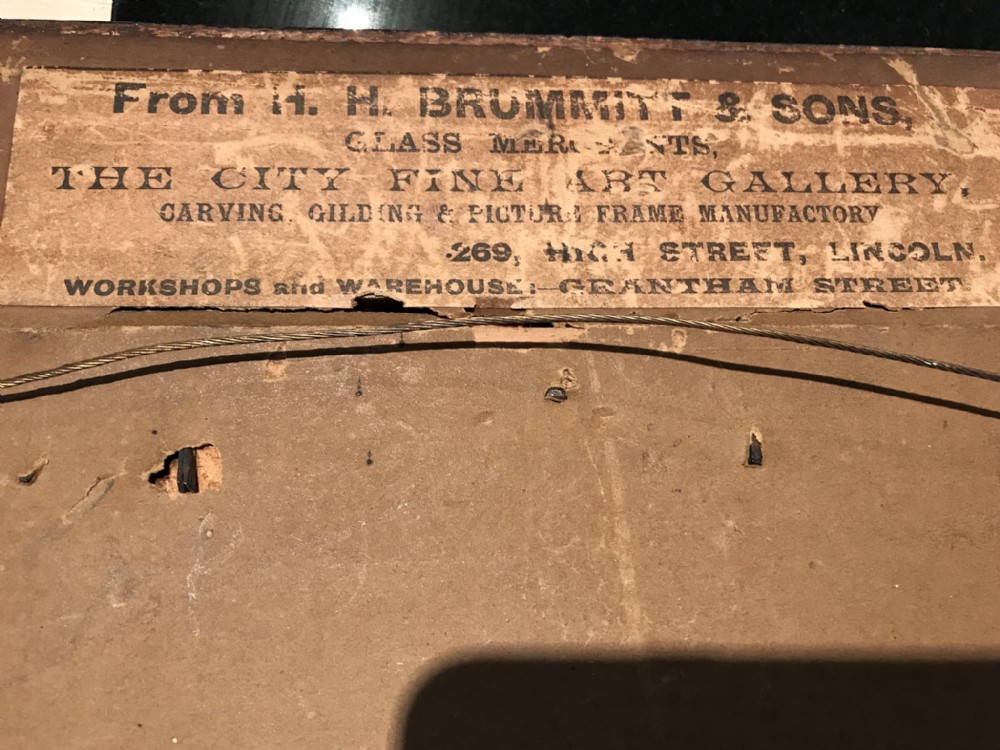 From H. H. BRUMMITT & SONS,
GLASS MERCHANTS,
THE CITY FINE ART GALLERY,
CARVING, GILDING & PICTURE FRAME MANUFACTORY
269, HIGH STREET, LINCOLN.
WORKSHOPS and WAREHOUSE:—GRANTHAM STREET